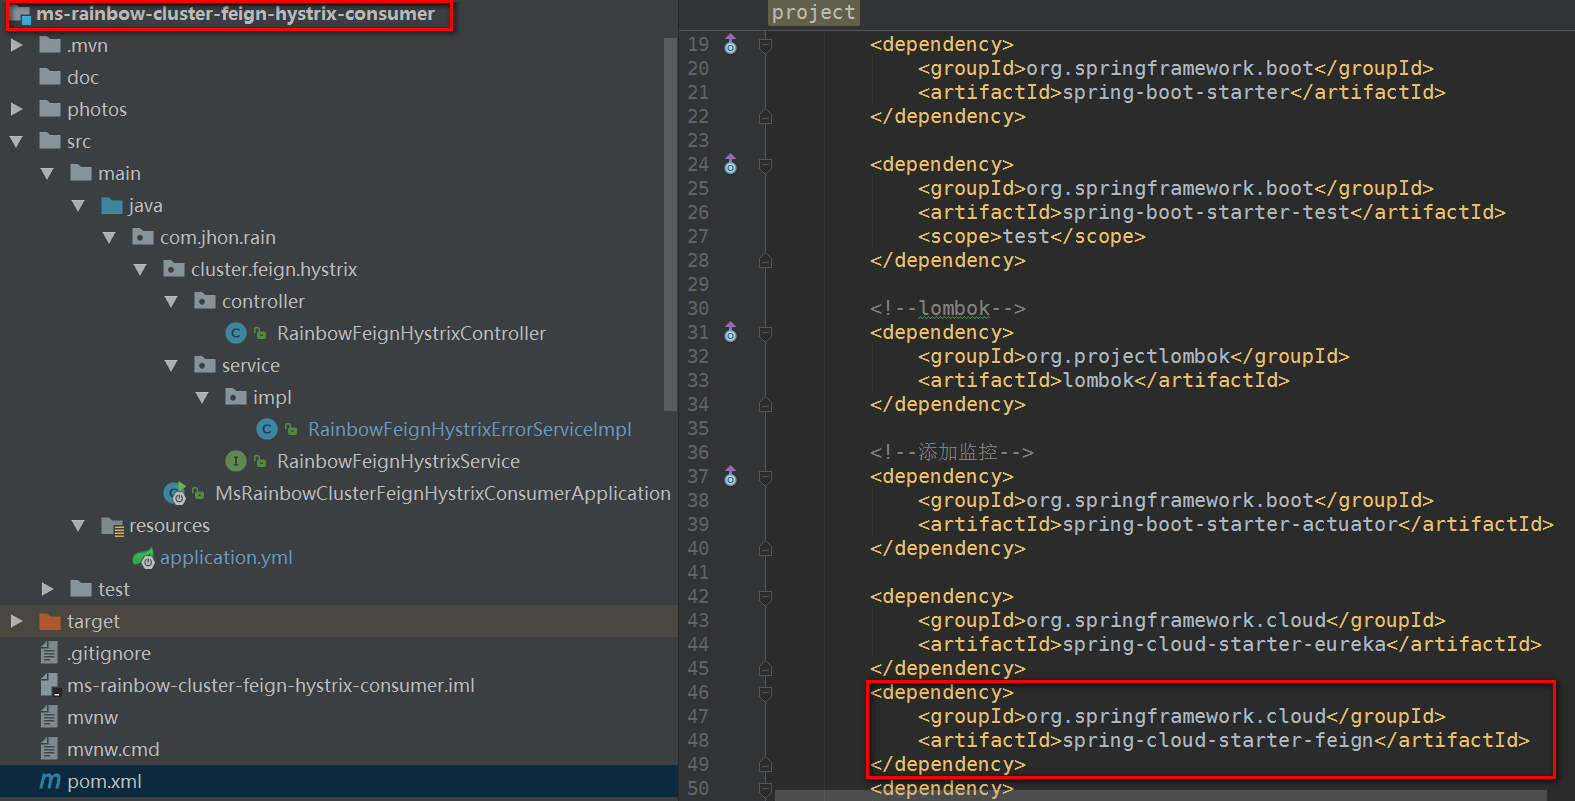 ms-rainbow-cluster-feign-hystrix-consumer
.mvn
doc
photos
src
main
java
com.jhon.rain
cluster.feign.hystrix
controller
RainbowFeignHystrixController
service
impl
RainbowFeignHystrixErrorServiceImpl
RainbowFeignHystrixService
MsRainbowClusterFeignHystrixConsumerApplication
resources
application.yml
test
target
.gitignore
ms-rainbow-cluster-feign-hystrix-consumer.iml
mvnw
mvnw.cmd
pom.xml
project
19 <dependency>
20 <groupId>org.springframework.boot</groupId>
21 <artifactId>spring-boot-starter</artifactId>
22 </dependency>
23
24 <dependency>
25 <groupId>org.springframework.boot</groupId>
26 <artifactId>spring-boot-starter-test</artifactId>
27 <scope>test</scope>
28 </dependency>
29
30 <!--lombok-->
31 <dependency>
32 <groupId>org.projectlombok</groupId>
33 <artifactId>lombok</artifactId>
34 </dependency>
35
36 <!--添加监控-->
37 <dependency>
38 <groupId>org.springframework.boot</groupId>
39 <artifactId>spring-boot-starter-actuator</artifactId>
40 </dependency>
41
42 <dependency>
43 <groupId>org.springframework.cloud</groupId>
44 <artifactId>spring-cloud-starter-eureka</artifactId>
45 </dependency>
46 <dependency>
47 <groupId>org.springframework.cloud</groupId>
48 <artifactId>spring-cloud-starter-feign</artifactId>
49 </dependency>
50 <dependency>